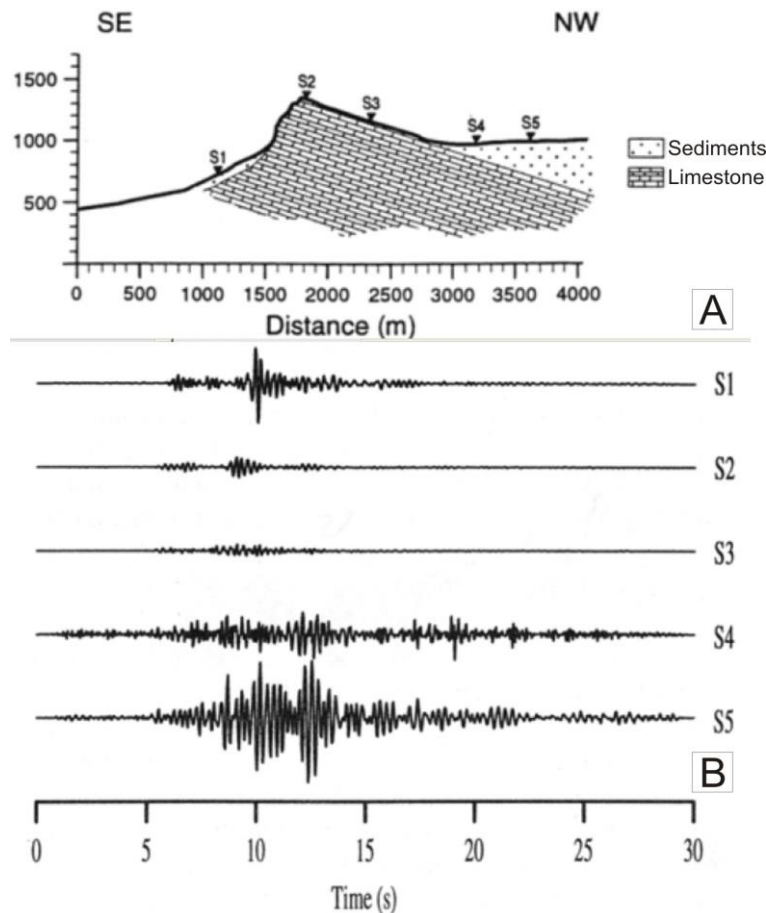 SE NW
1500
1000
500
S1
S2
S3
S4
S5
Sediments
Limestone
0 500 1000 1500 2000 2500 3000 3500 4000
Distance (m)
A
S1
S2
S3
S4
S5
B
0 5 10 15 20 25 30
Time (s)